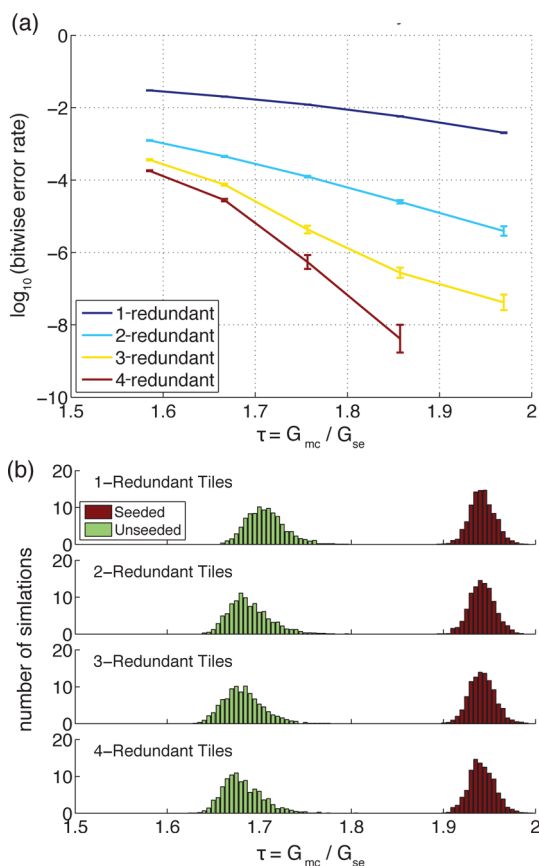 (a)
0
−2
−4
−6
−8
−10
log10 (bitwise error rate)
1-redundant
2-redundant
3-redundant
4-redundant
1.5 1.6 1.7 1.8 1.9 2
τ = Gmc / Gse
(b)
20
10
0
1−Redundant Tiles
Seeded
Unseeded
20
10
0
2−Redundant Tiles
20
10
0
3−Redundant Tiles
20
10
0
4−Redundant Tiles
number of simlations
1.5 1.6 1.7 1.8 1.9 2
τ = Gmc / Gse